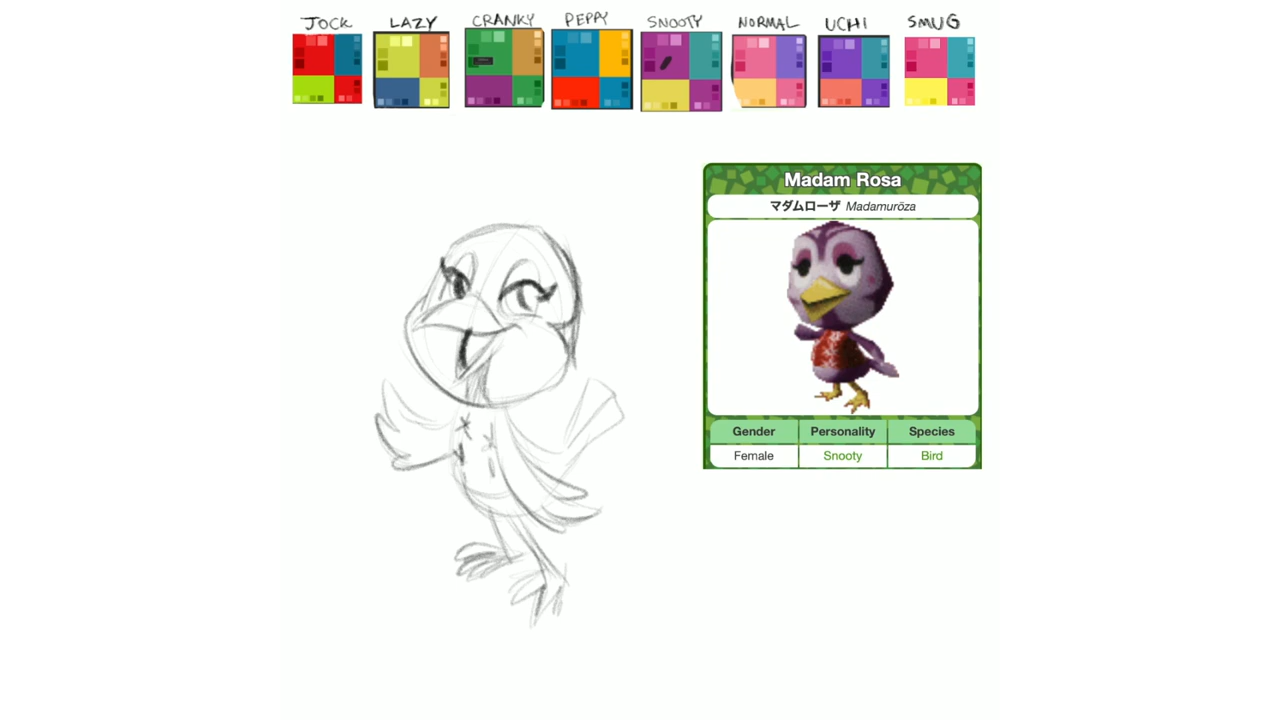 JOCK LAZY CRANKY PEPPY SNOOTY NORMAL UCHI SMUG
Madam Rosa
マダムローザ Madamurōza
Gender Personality Species
Female Snooty Bird